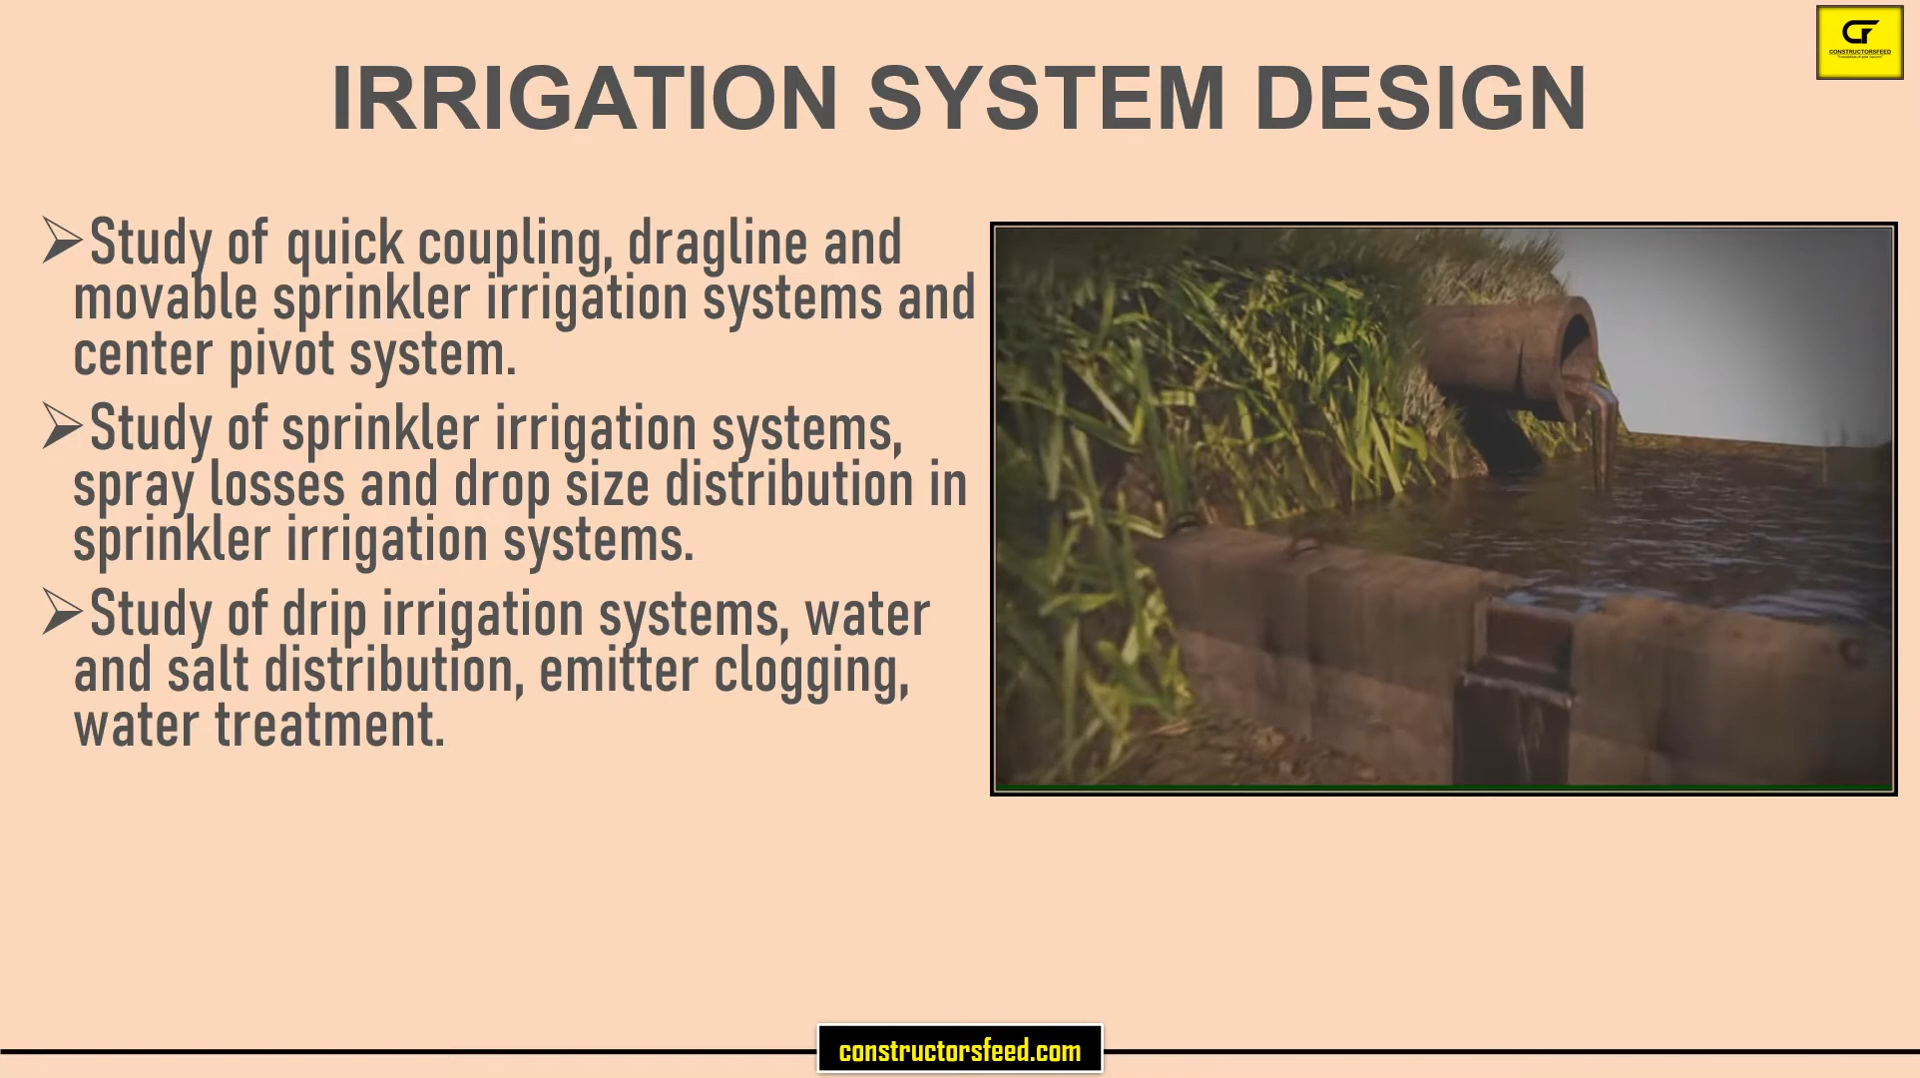 CONSTRUCTORSFEED
IRRIGATION SYSTEM DESIGN
Study of quick coupling, dragline and
movable sprinkler irrigation systems and
center pivot system.
Study of sprinkler irrigation systems,
spray losses and drop size distribution in
sprinkler irrigation systems.
Study of drip irrigation systems, water
and salt distribution, emitter clogging,
water treatment.
constructorsfeed.com